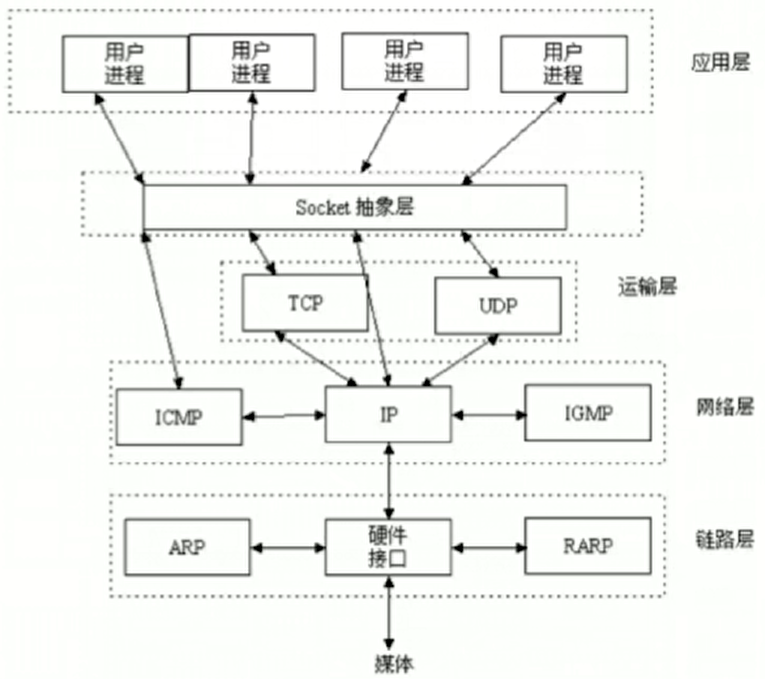 用户
进程
用户
进程
用户
进程
用户
进程
应用层
Socket 抽象层
运输层
TCP
UDP
ICMP
IP
IGMP
网络层
ARP
硬件
接口
RARP
链路层
媒体